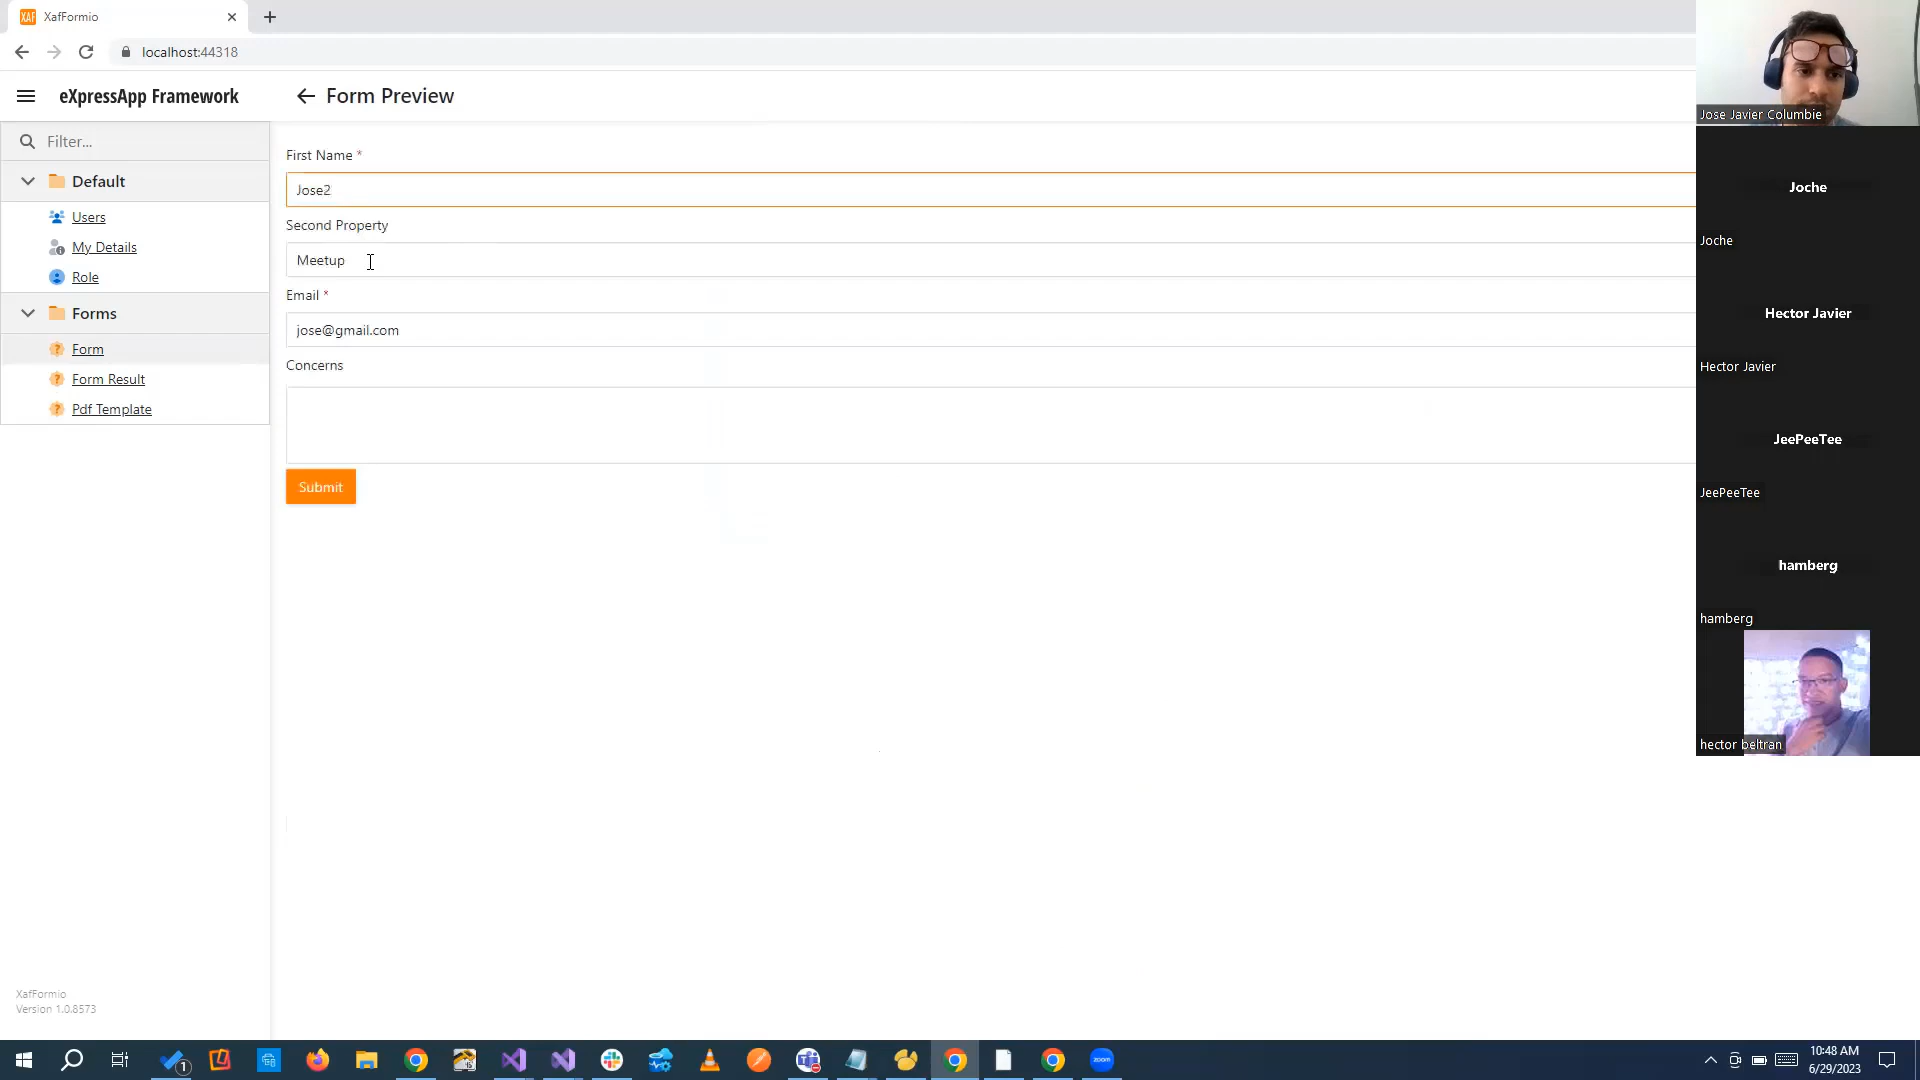 XafFormio
localhost:44318
eXpressApp Framework
Form Preview
Filter...
Default
Users
My Details
Role
Forms
Form
Form Result
Pdf Template
First Name *
Jose2
Second Property
Meetup
Email *
jose@gmail.com
Concerns
Submit
XafFormio
Version 1.0.8573
Jose Javier Columbie
Joche
Joche
Hector Javier
Hector Javier
JeePeeTee
JeePeeTee
hamberg
hamberg
hector beltran
1
zoom
10:48 AM
6/29/2023